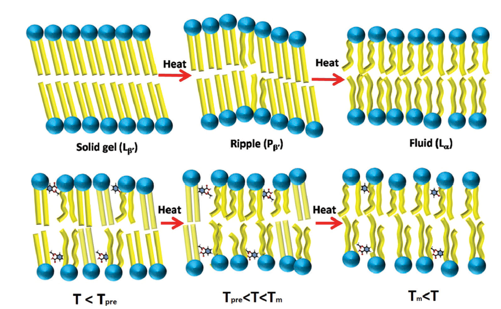 Heat
Heat
Solid gel (Lβ')
Ripple (Pβ')
Fluid (Lα)
Heat
Heat
T < Tpre
Tpre<T<Tm
Tm<T